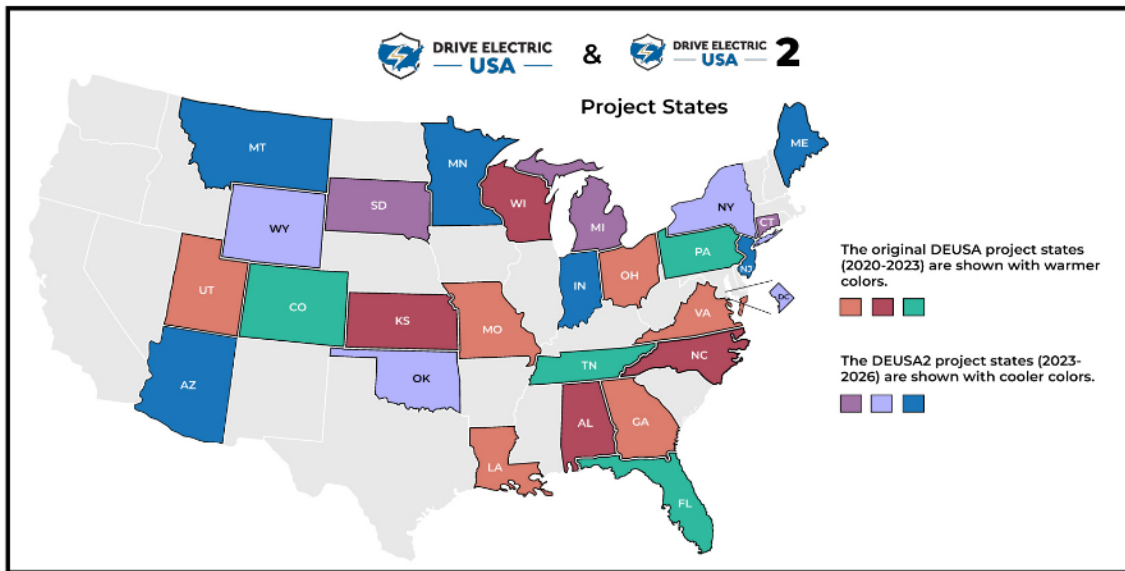 DRIVE ELECTRIC
USA
&
DRIVE ELECTRIC
USA
2
Project States
ME
MT
MN
WI
NY
SD
MI
CT
WY
PA
NJ
OH
IN
DC
UT
CO
VA
KS
MO
NC
TN
AZ
OK
AL
GA
LA
FL
The original DEUSA project states
(2020-2023) are shown with warmer
colors.
The DEUSA2 project states (2023-
2026) are shown with cooler colors.